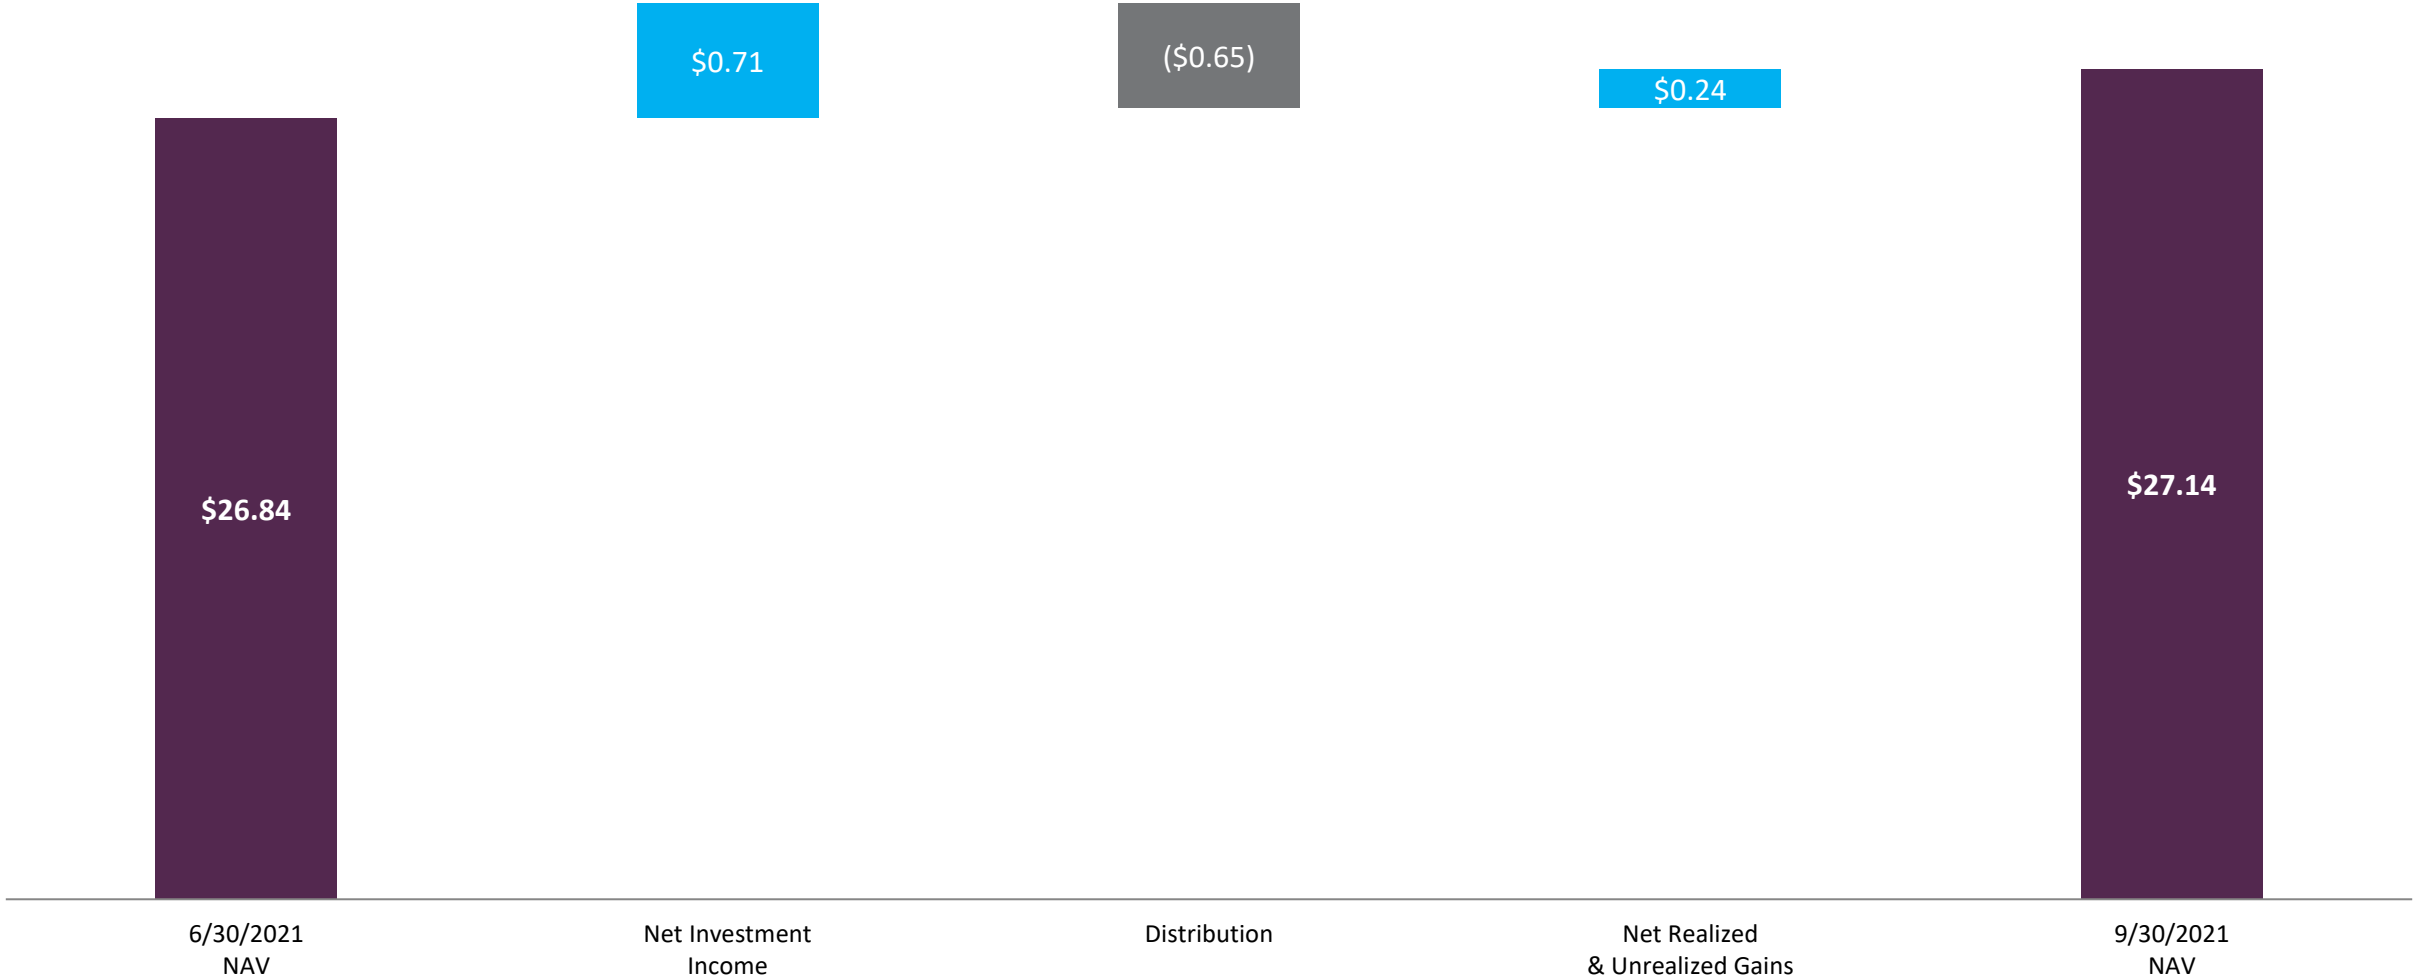 $0.71
($0.65)
$0.24
$26.84
$27.14
6/30/2021
NAV
Net Investment
Income
Distribution
Net Realized
& Unrealized Gains
9/30/2021
NAV